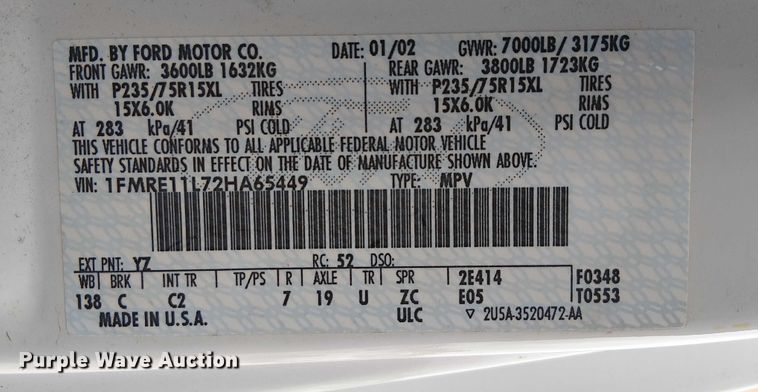 MFD. BY FORD MOTOR CO. DATE: 01/02 GVWR: 7000LB/ 3175KG
FRONT GAWR: 3600LB 1632KG REAR GAWR: 3800LB 1723KG
WITH P235/75R15XL TIRES WITH P235/75R15XL TIRES
15X6.0K RIMS 15X6.0K RIMS
AT 283 kPa/41 PSI COLD AT 283 kPa/41 PSI COLD
THIS VEHICLE CONFORMS TO ALL APPLICABLE FEDERAL MOTOR VEHICLE
SAFETY STANDARDS IN EFFECT ON THE DATE OF MANUFACTURE SHOWN ABOVE.
VIN: 1FMRE11L72HA65449 TYPE: MPV
EXT PNT: YZ RC: 52 DSO:
WB BRK INT TR TP/PS R AXLE TR SPR 2E414 F0348
138 C C2 7 19 U ZC E05 T0553
MADE IN U.S.A. ULC ▽ 2U5A-3520472-AA
Purple Wave Auction